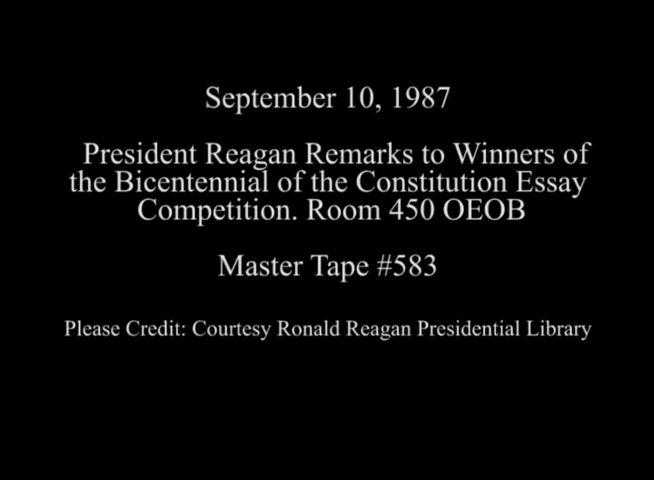 September 10, 1987
President Reagan Remarks to Winners of
the Bicentennial of the Constitution Essay
Competition. Room 450 OEOB
Master Tape #583
Please Credit: Courtesy Ronald Reagan Presidential Library